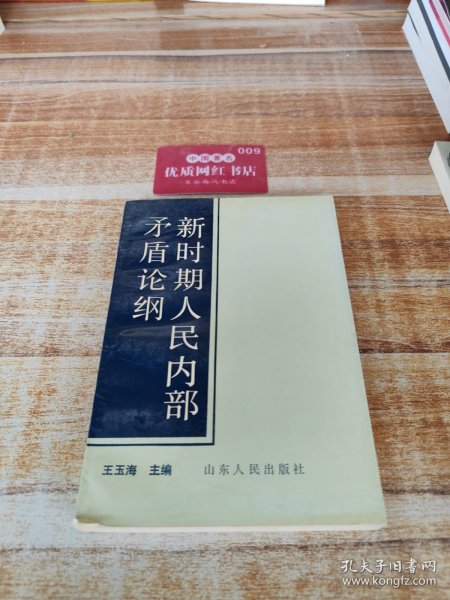 009
中国著名
优质网红书店
新时期人民内部
矛盾论纲
王玉海 主编 山东人民出版社
孔夫子旧书网
www.kongfz.com